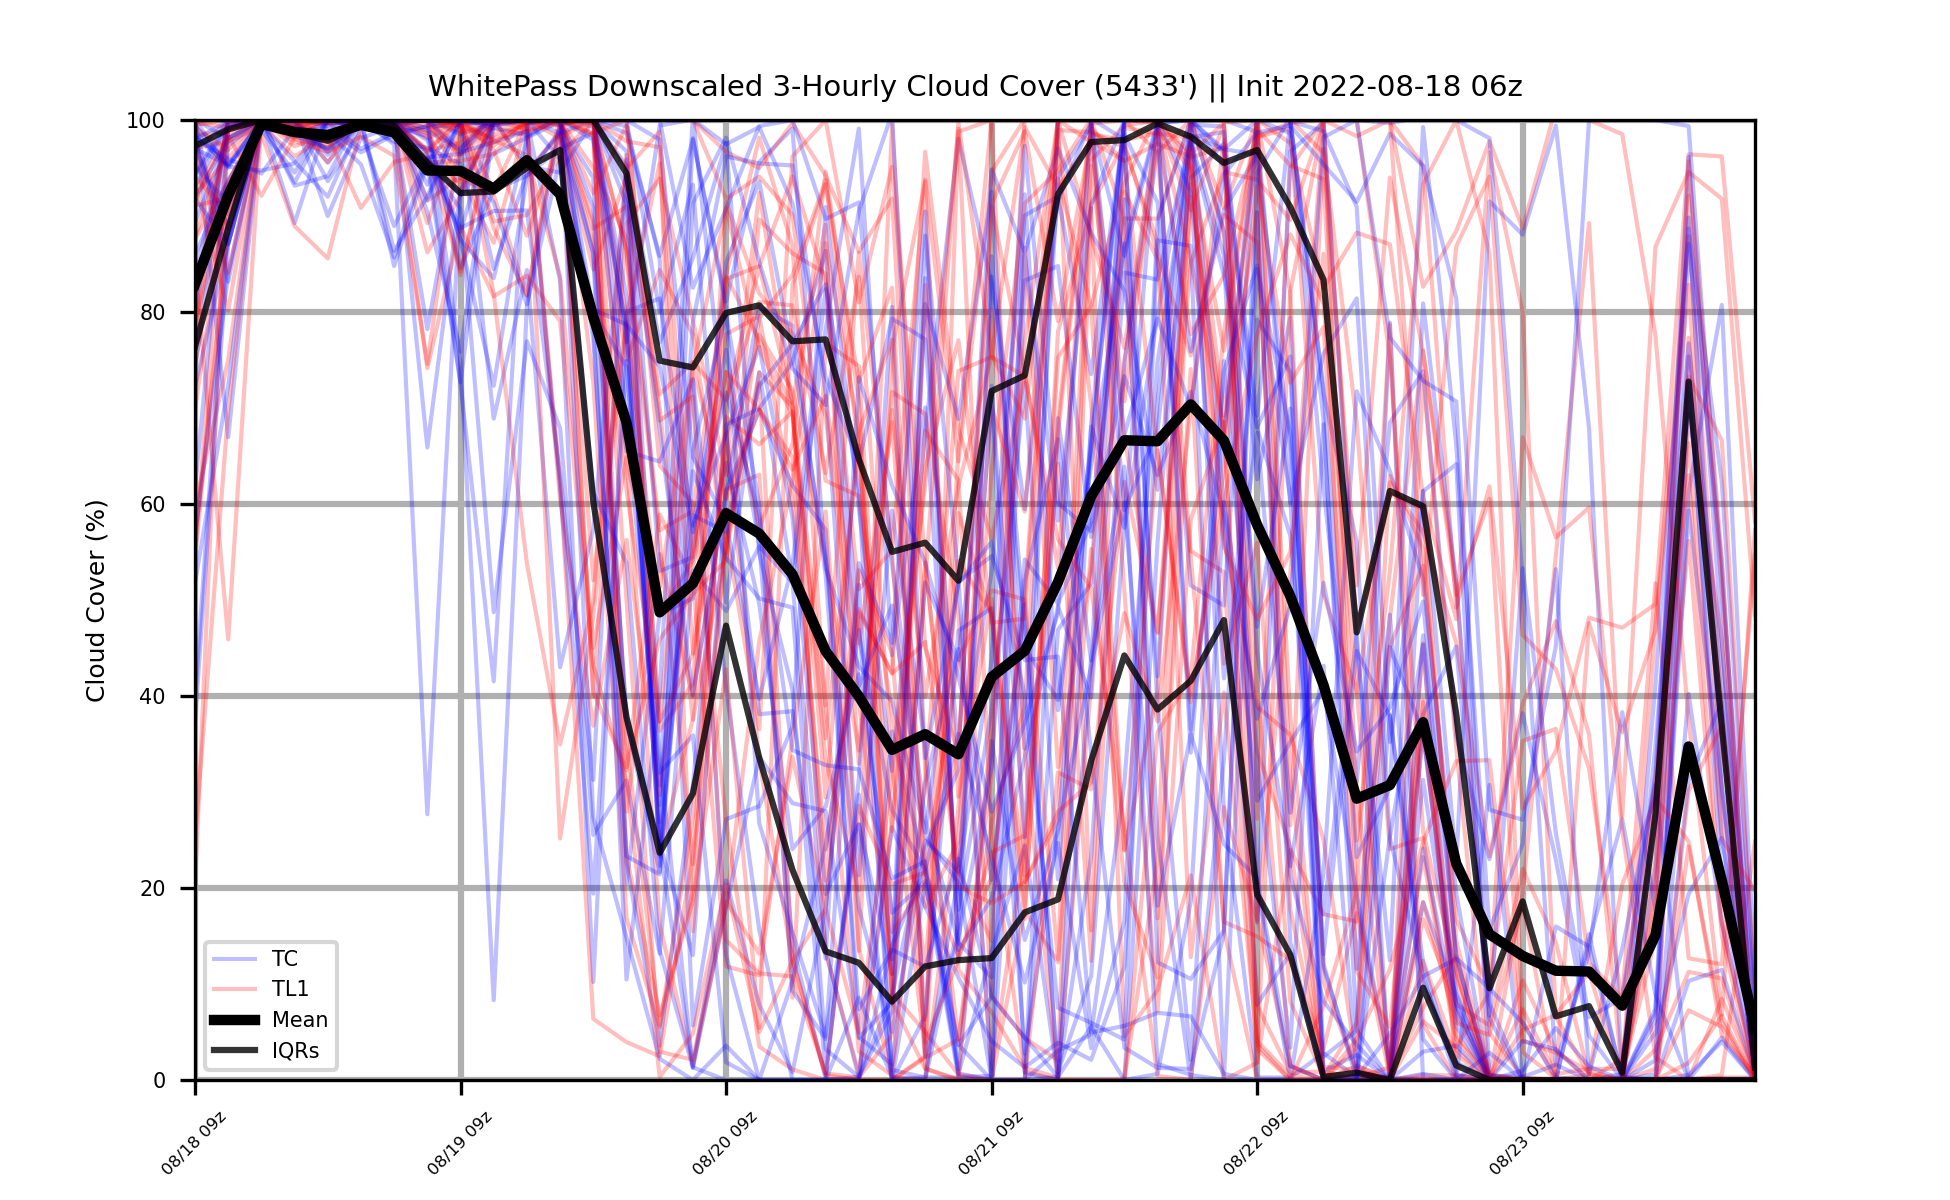 WhitePass Downscaled 3-Hourly Cloud Cover (5433') || Init 2022-08-18 06z
Cloud Cover (%)
100
80
60
40
20
0
TC
TL1
Mean
IQRs
08/18 09z
08/19 09z
08/20 09z
08/21 09z
08/22 09z
08/23 09z